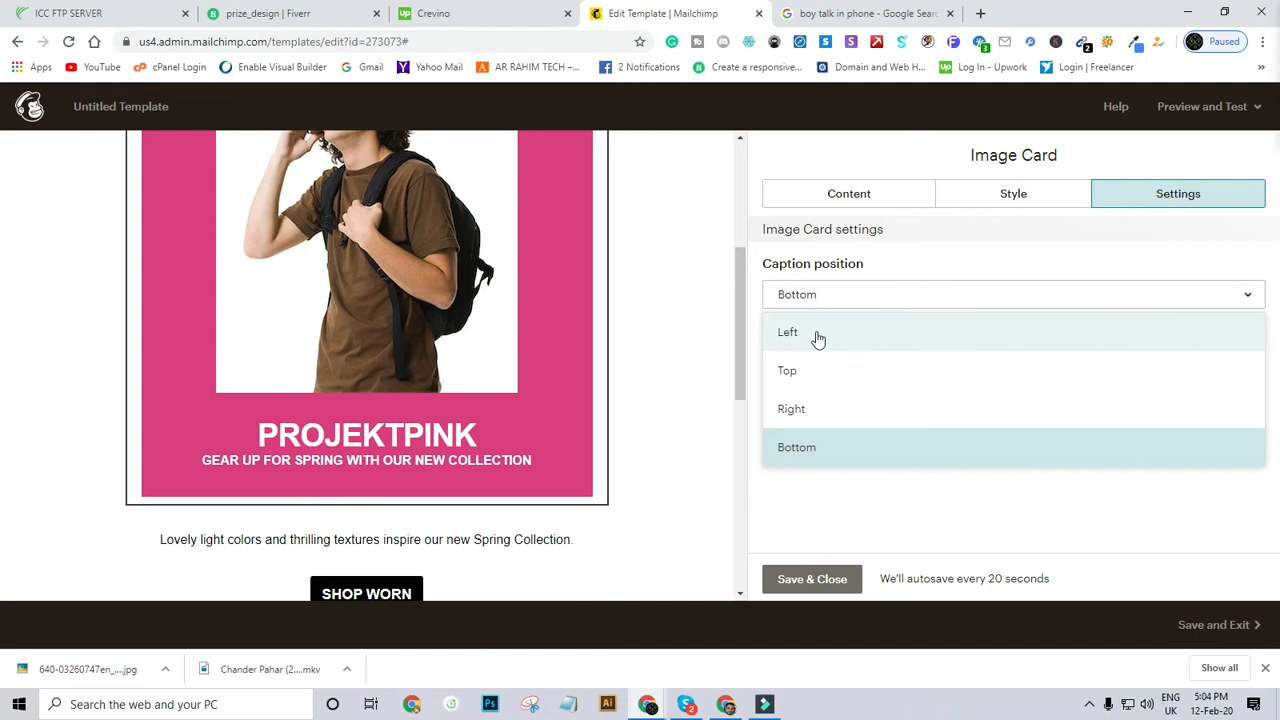 ICC FTP SERVER
prize_design | Fiverr
Crevino
Edit Template | Mailchimp
boy talk in phone - Google Searc
us4.admin.mailchimp.com/templates/edit?id=273073#
Paused
Apps
YouTube
cPanel Login
Enable Visual Builder
Gmail
Yahoo Mail
AR RAHIM TECH –...
2 Notifications
Create a responsive...
Domain and Web H...
Log In - Upwork
Login | Freelancer
Untitled Template
Help
Preview and Test
Image Card
Content
Style
Settings
Image Card settings
Caption position
Bottom
Left
Top
Right
Bottom
PROJEKTPINK
GEAR UP FOR SPRING WITH OUR NEW COLLECTION
Lovely light colors and thrilling textures inspire our new Spring Collection.
SHOP WORN
Save & Close
We'll autosave every 20 seconds
Save and Exit
640-03260747en_....jpg
Chander Pahar (2....mkv
Show all
Search the web and your PC
ENG
UK
5:04 PM
12-Feb-20